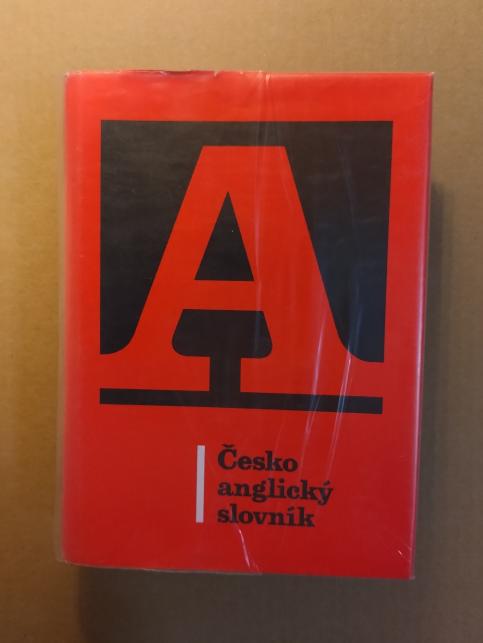 A
Česko
anglický
slovník